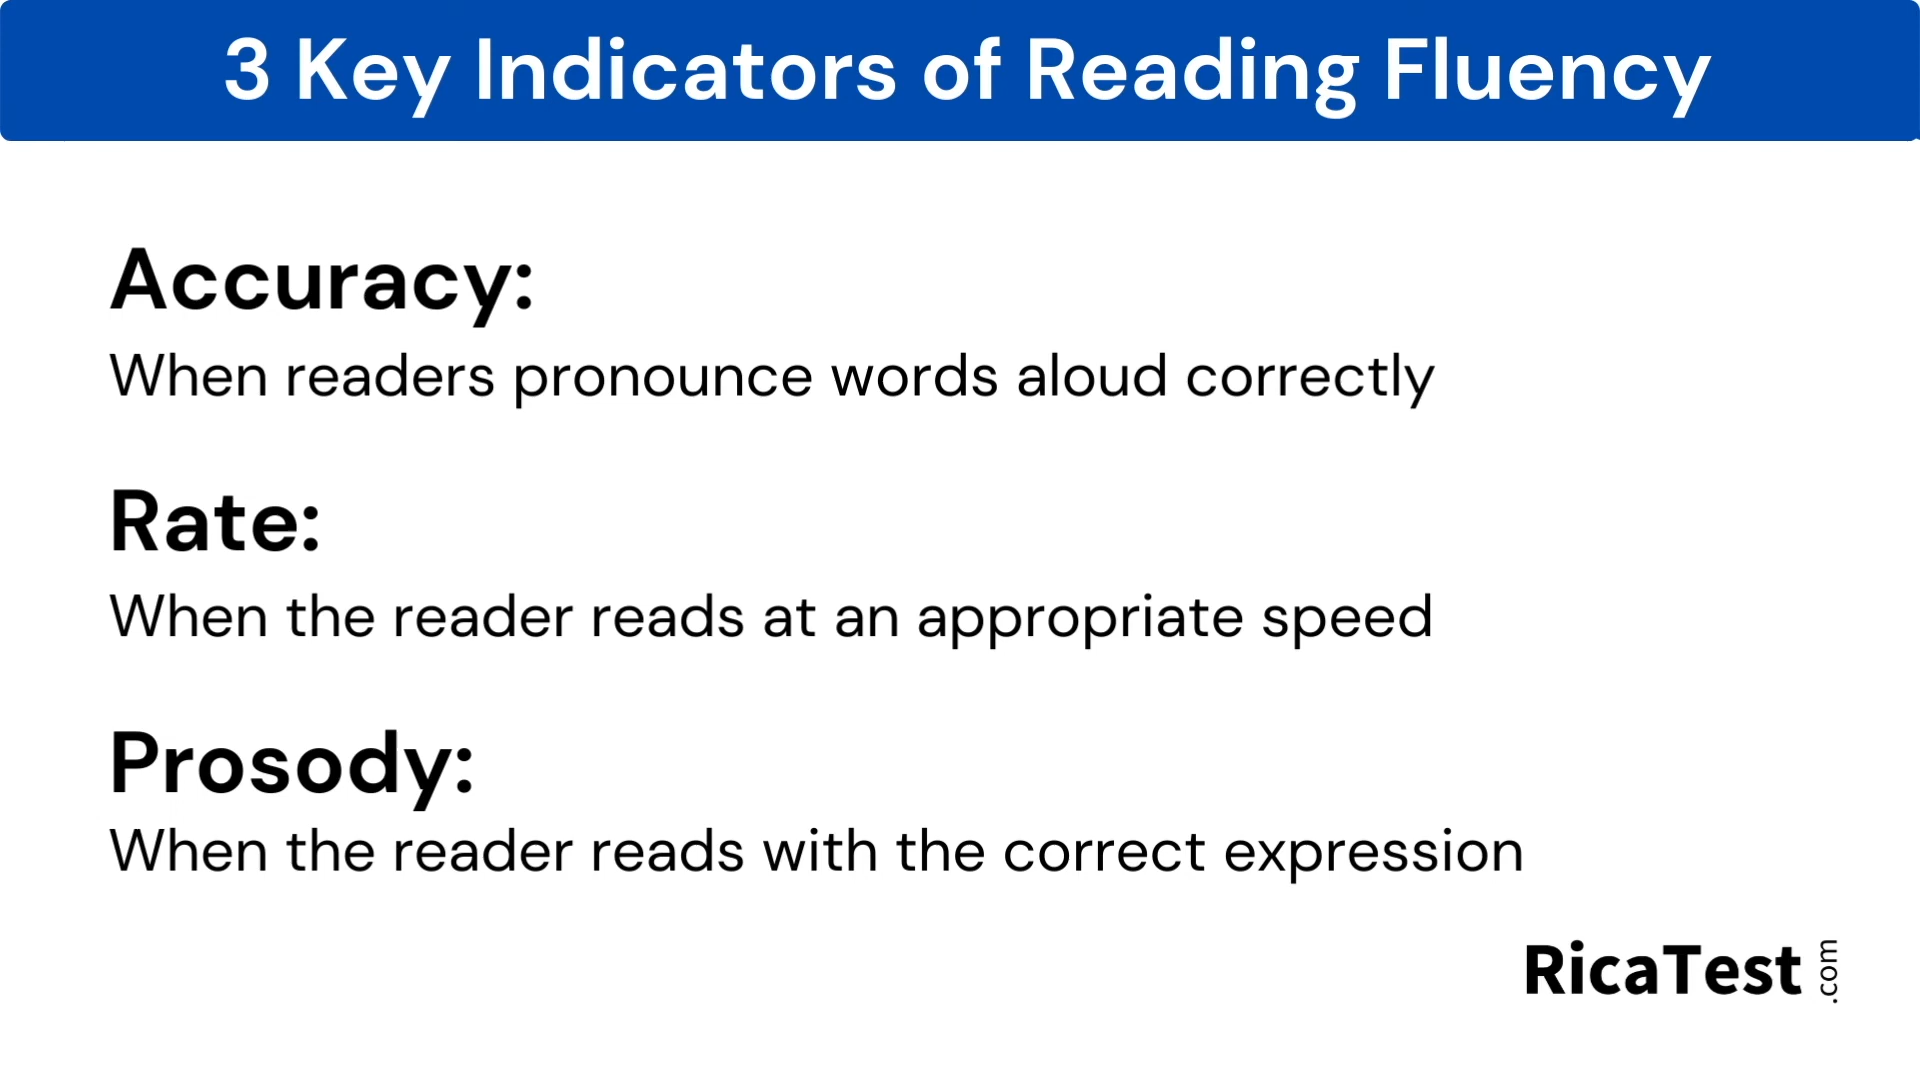 3 Key Indicators of Reading Fluency
Accuracy:
When readers pronounce words aloud correctly
Rate:
When the reader reads at an appropriate speed
Prosody:
When the reader reads with the correct expression
RicaTest .com